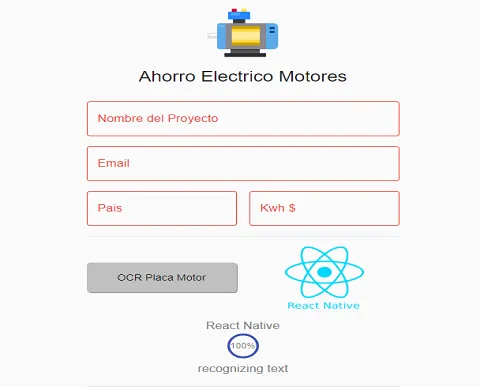 Ahorro Electrico Motores
Nombre del Proyecto
Email
Pais
Kwh $
OCR Placa Motor
React Native
React Native
100%
recognizing text